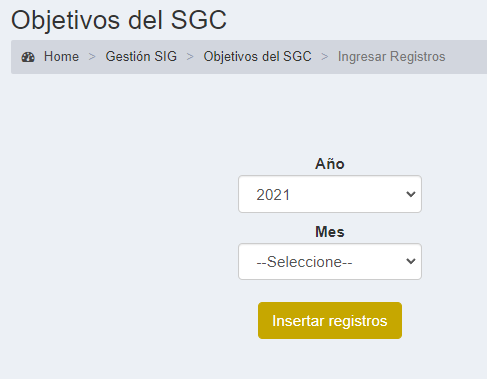 Objetivos del SGC
Home > Gestión SIG > Objetivos del SGC > Ingresar Registros
Año
2021
Mes
--Seleccione--
Insertar registros